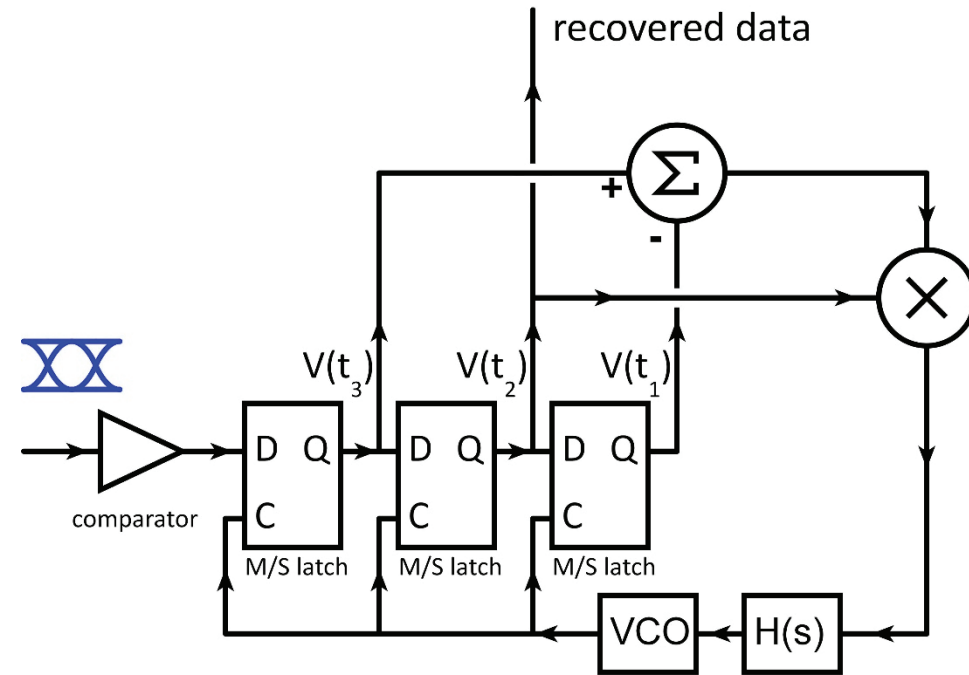 recovered data
Σ
+
-
×
V(t₃)
V(t₂)
V(t₁)
D Q
D Q
D Q
C
C
C
comparator
M/S latch
M/S latch
M/S latch
VCO
H(s)